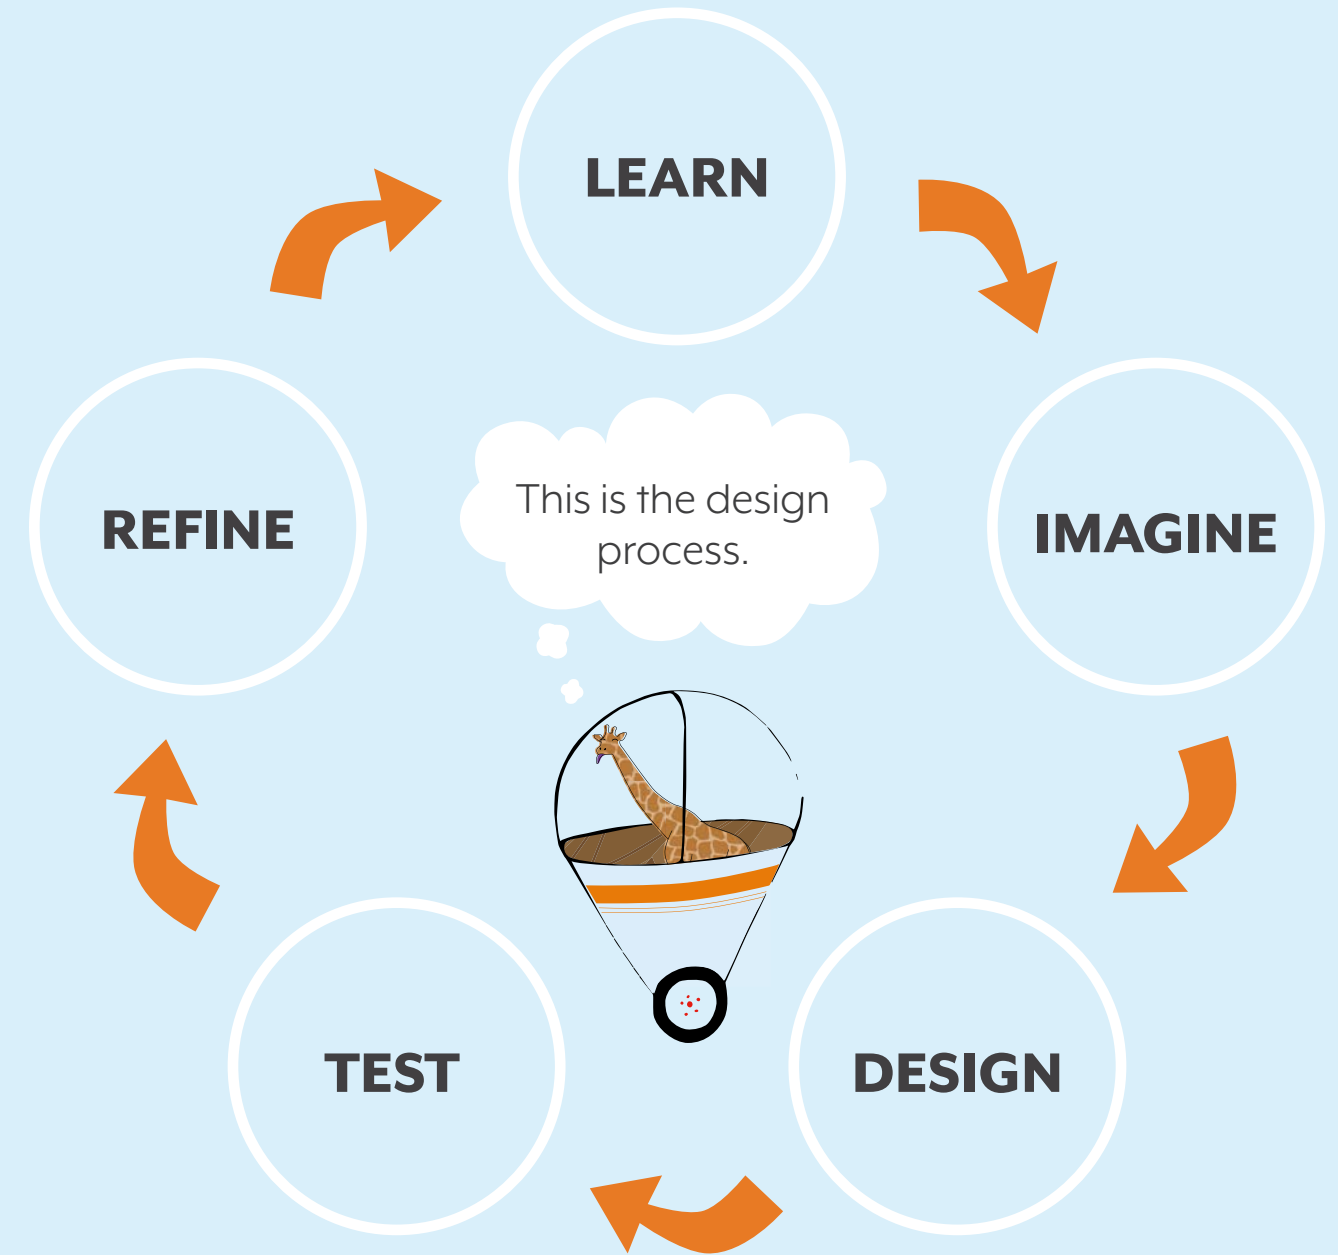 LEARN
REFINE
This is the design
process.
IMAGINE
TEST
DESIGN